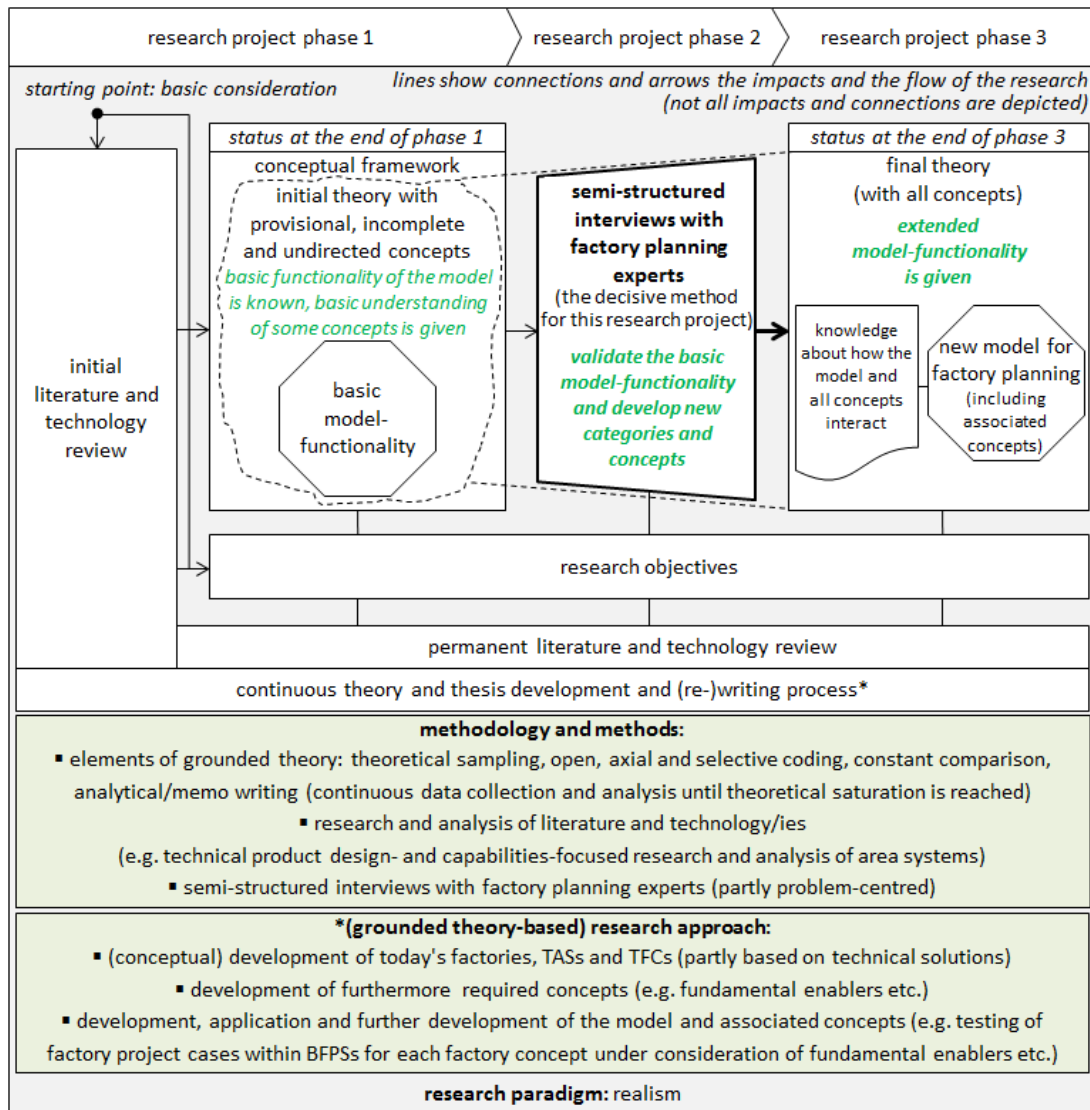 research project phase 1
research project phase 2
research project phase 3
starting point: basic consideration
lines show connections and arrows the impacts and the flow of the research
(not all impacts and connections are depicted)
initial
literature and
technology
review
status at the end of phase 1
conceptual framework
initial theory with
provisional, incomplete
and undirected concepts
basic functionality of the model
is known, basic understanding
of some concepts is given
basic
model-
functionality
semi-structured
interviews with
factory planning
experts
(the decisive method
for this research project)
validate the basic
model-functionality
and develop new
categories and
concepts
status at the end of phase 3
final theory
(with all concepts)
extended
model-functionality
is given
knowledge
about how the
model and
all concepts
interact
new model for
factory planning
(including
associated
concepts)
research objectives
permanent literature and technology review
continuous theory and thesis development and (re-)writing process*
methodology and methods:
▪ elements of grounded theory: theoretical sampling, open, axial and selective coding, constant comparison,
analytical/memo writing (continuous data collection and analysis until theoretical saturation is reached)
▪ research and analysis of literature and technology/ies
(e.g. technical product design- and capabilities-focused research and analysis of area systems)
▪ semi-structured interviews with factory planning experts (partly problem-centred)
*(grounded theory-based) research approach:
▪ (conceptual) development of today's factories, TASs and TFCs (partly based on technical solutions)
▪ development of furthermore required concepts (e.g. fundamental enablers etc.)
▪ development, application and further development of the model and associated concepts (e.g. testing of
factory project cases within BFPSs for each factory concept under consideration of fundamental enablers etc.)
research paradigm: realism